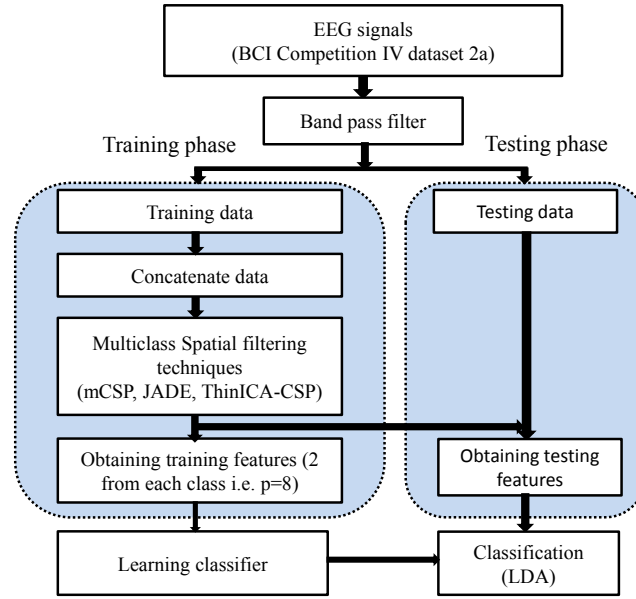 EEG signals
(BCI Competition IV dataset 2a)
Band pass filter
Training phase
Testing phase
Training data
Testing data
Concatenate data
Multiclass Spatial filtering
techniques
(mCSP, JADE, ThinICA-CSP)
Obtaining training features (2
from each class i.e. p=8)
Obtaining testing
features
Learning classifier
Classification
(LDA)